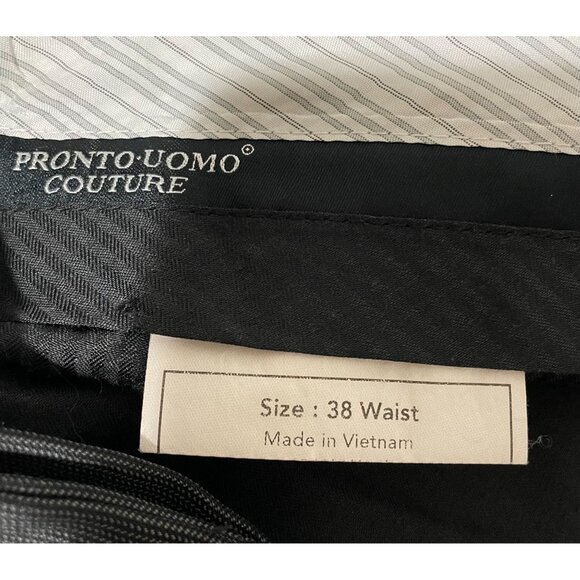 PRONTO·UOMO
COUTURE
Size : 38 Waist
Made in Vietnam